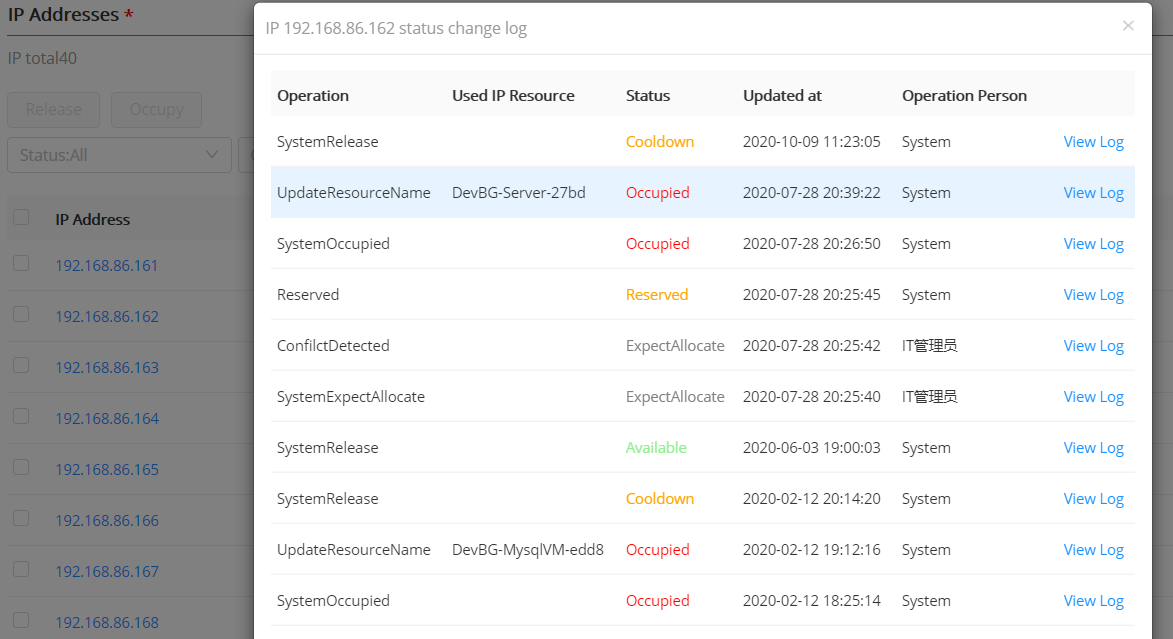 IP Addresses *
IP total40
Release Occupy
Status:All
IP Address
192.168.86.161
192.168.86.162
192.168.86.163
192.168.86.164
192.168.86.165
192.168.86.166
192.168.86.167
192.168.86.168
IP 192.168.86.162 status change log
Operation Used IP Resource Status Updated at Operation Person
SystemRelease Cooldown 2020-10-09 11:23:05 System View Log
UpdateResourceName DevBG-Server-27bd Occupied 2020-07-28 20:39:22 System View Log
SystemOccupied Occupied 2020-07-28 20:26:50 System View Log
Reserved Reserved 2020-07-28 20:25:45 System View Log
ConfilctDetected ExpectAllocate 2020-07-28 20:25:42 IT管理员 View Log
SystemExpectAllocate ExpectAllocate 2020-07-28 20:25:40 IT管理员 View Log
SystemRelease Available 2020-06-03 19:00:03 System View Log
SystemRelease Cooldown 2020-02-12 20:14:20 System View Log
UpdateResourceName DevBG-MysqlVM-edd8 Occupied 2020-02-12 19:12:16 System View Log
SystemOccupied Occupied 2020-02-12 18:25:14 System View Log